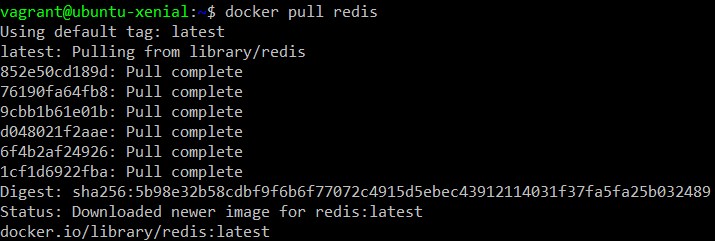 vagrant@ubuntu-xenial:~$ docker pull redis
Using default tag: latest
latest: Pulling from library/redis
852e50cd189d: Pull complete
76190fa64fb8: Pull complete
9cbb1b61e01b: Pull complete
d048021f2aae: Pull complete
6f4b2af24926: Pull complete
1cf1d6922fba: Pull complete
Digest: sha256:5b98e32b58cdbf9f6b6f77072c4915d5ebec43912114031f37fa5fa25b032489
Status: Downloaded newer image for redis:latest
docker.io/library/redis:latest